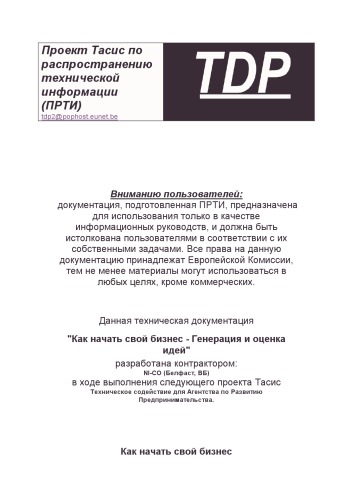 Проект Тасис по
распространению
технической
информации
(ПРТИ)
tdp2@pophost.eunet.be
TDP
Вниманию пользователей:
документация, подготовленная ПРТИ, предназначена
для использования только в качестве
информационных руководств, и должна быть
истолкована пользователями в соответствии с их
собственными задачами. Все права на данную
документацию принадлежат Европейской Комиссии,
тем не менее материалы могут использоваться в
любых целях, кроме коммерческих.
Данная техническая документация
"Как начать свой бизнес - Генерация и оценка
идей"
разработана контрактором:
NI-CO (Белфаст, ВБ)
в ходе выполнения следующего проекта Тасис
Техническое содействие для Агентства по Развитию
Предпринимательства.
Как начать свой бизнес